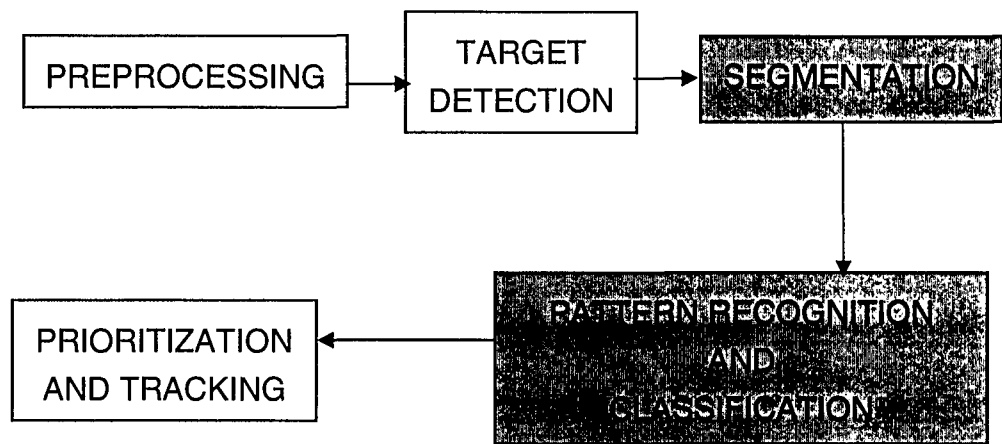 PREPROCESSING
TARGET
DETECTION
SEGMENTATION
PATTERN RECOGNITION
AND
CLASSIFICATION
PRIORITIZATION
AND TRACKING